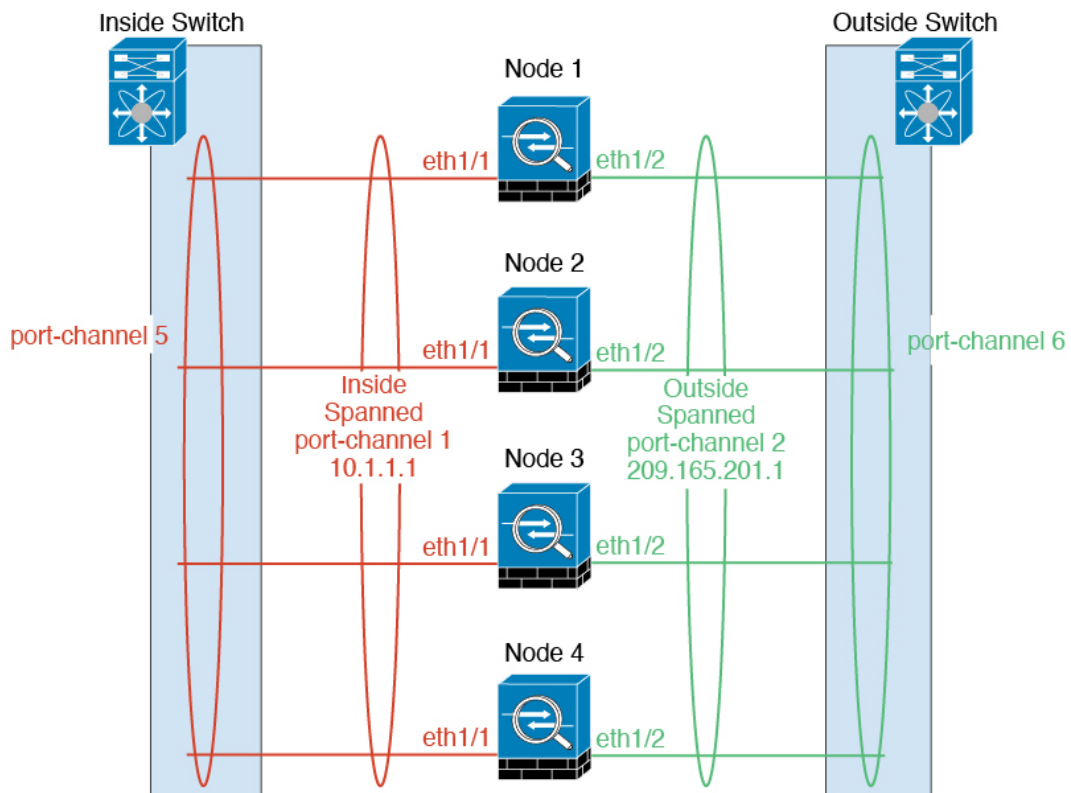 Inside Switch
Outside Switch
Node 1
eth1/1
eth1/2
Node 2
port-channel 5
port-channel 6
eth1/1
eth1/2
Inside
Spanned
port-channel 1
10.1.1.1
Outside
Spanned
port-channel 2
209.165.201.1
Node 3
eth1/1
eth1/2
Node 4
eth1/1
eth1/2